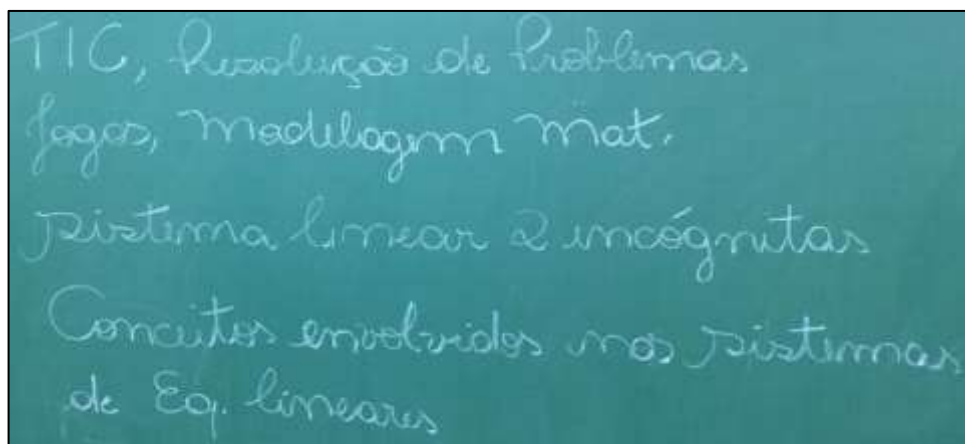 TIC, Resolução de Problemas
Jogos, Modelagem Mat.
Sistema linear 2 incógnitas
Conceitos envolvidos nos sistemas
de Eq. lineares